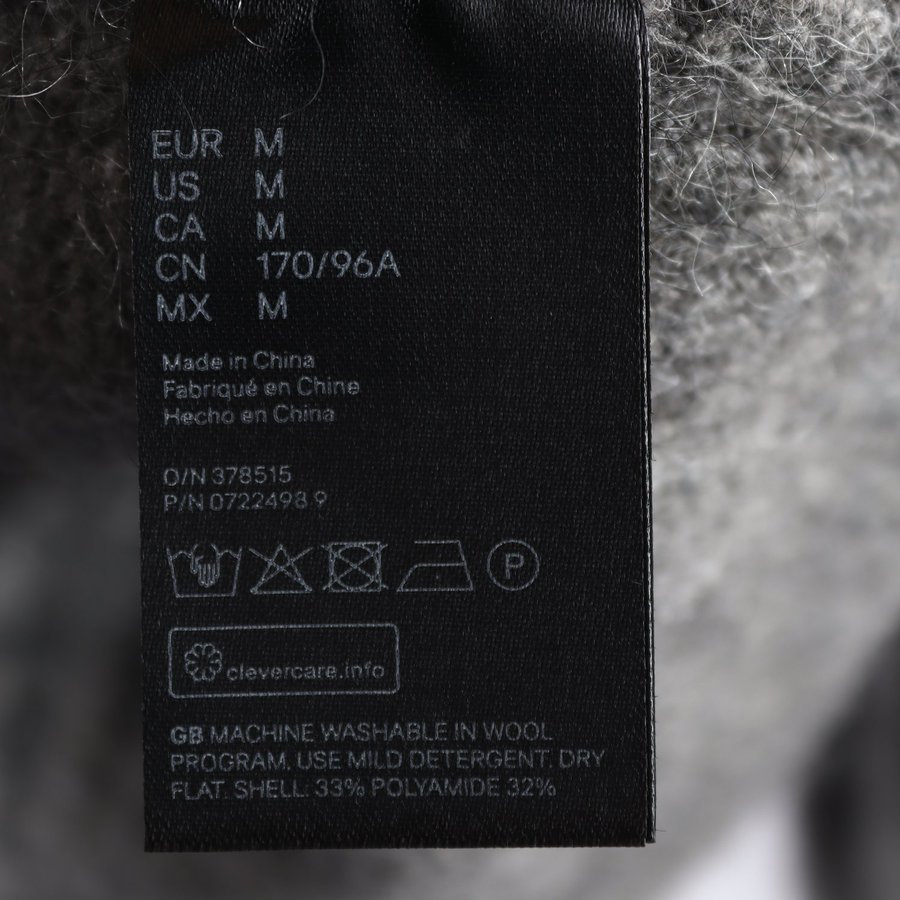 EUR M
US M
CA M
CN 170/96A
MX M
Made in China
Fabriqué en Chine
Hecho en China
O/N 378515
P/N 0722498 9
P
clevercare.info
GB MACHINE WASHABLE IN WOOL
PROGRAM. USE MILD DETERGENT. DRY
FLAT. SHELL: 33% POLYAMIDE 32%